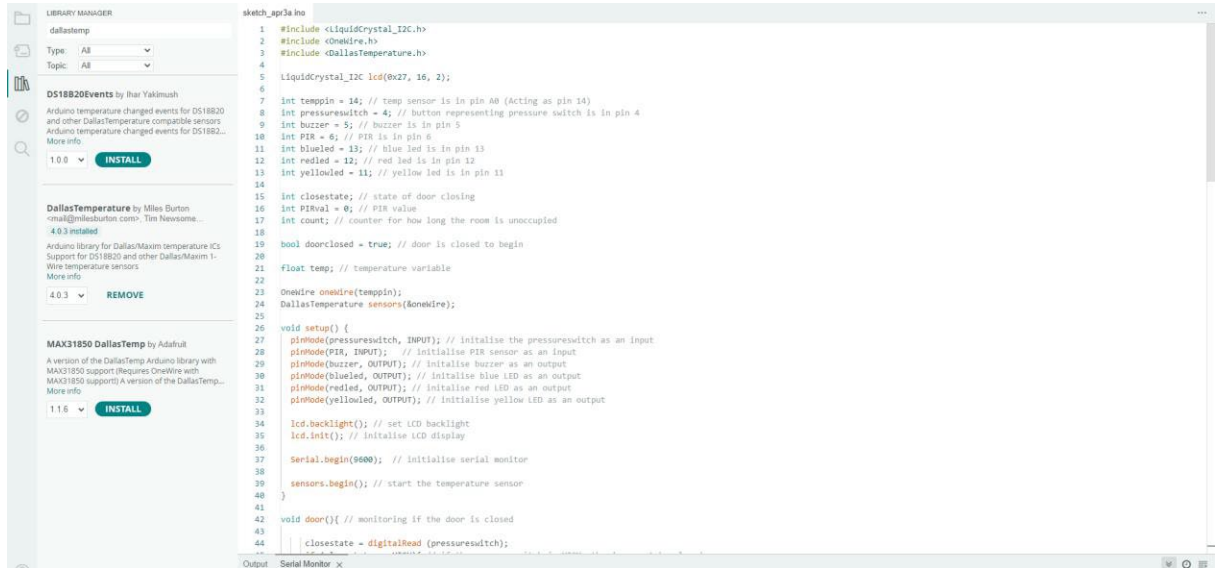 LIBRARY MANAGER
dallastemp
Type: All
Topic: All
DS18B20Events by Ihar Yakimush
Arduino temperature changed events for DS18B20
and other DallasTemperature compatible sensors
Arduino temperature changed events for DS18B2...
More info
1.0.0 INSTALL
DallasTemperature by Miles Burton
<mail@milesburton.com>, Tim Newsome...
4.0.3 installed
Arduino library for Dallas/Maxim temperature ICs
Support for DS18B20 and other Dallas/Maxim 1-
Wire temperature sensors
More info
4.0.3 REMOVE
MAX31850 DallasTemp by Adafruit
A version of the DallasTemp Arduino library with
MAX31850 support (Requires OneWire with
MAX31850 support!) A version of the DallasTemp...
More info
1.1.6 INSTALL
sketch_apr3a.ino
1 #include <LiquidCrystal_I2C.h>
2 #include <OneWire.h>
3 #include <DallasTemperature.h>
4
5 LiquidCrystal_I2C lcd(0x27, 16, 2);
6
7 int temppin = 14; // temp sensor is in pin A0 (Acting as pin 14)
8 int pressureswitch = 4; // button representing pressure switch is in pin 4
9 int buzzer = 5; // buzzer is in pin 5
10 int PIR = 6; // PIR is in pin 6
11 int blueled = 13; // blue led is in pin 13
12 int redled = 12; // red led is in pin 12
13 int yellowled = 11; // yellow led is in pin 11
14
15 int closestate; // state of door closing
16 int PIRval = 0; // PIR value
17 int count; // counter for how long the room is unoccupied
18
19 bool doorclosed = true; // door is closed to begin
20
21 float temp; // temperature variable
22
23 OneWire oneWire(temppin);
24 DallasTemperature sensors(&oneWire);
25
26 void setup() {
27 pinMode(pressureswitch, INPUT); // initalise the pressureswitch as an input
28 pinMode(PIR, INPUT); // initialise PIR sensor as an input
29 pinMode(buzzer, OUTPUT); // initalise buzzer as an output
30 pinMode(blueled, OUTPUT); // initalise blue LED as an output
31 pinMode(redled, OUTPUT); // initalise red LED as an output
32 pinMode(yellowled, OUTPUT); // initialise yellow LED as an output
33
34 lcd.backlight(); // set LCD backlight
35 lcd.init(); // initalise LCD display
36
37 Serial.begin(9600); // initialise serial monitor
38
39 sensors.begin(); // start the temperature sensor
40 }
41
42 void door(){ // monitoring if the door is closed
43
44 closestate = digitalRead (pressureswitch);
Output Serial Monitor